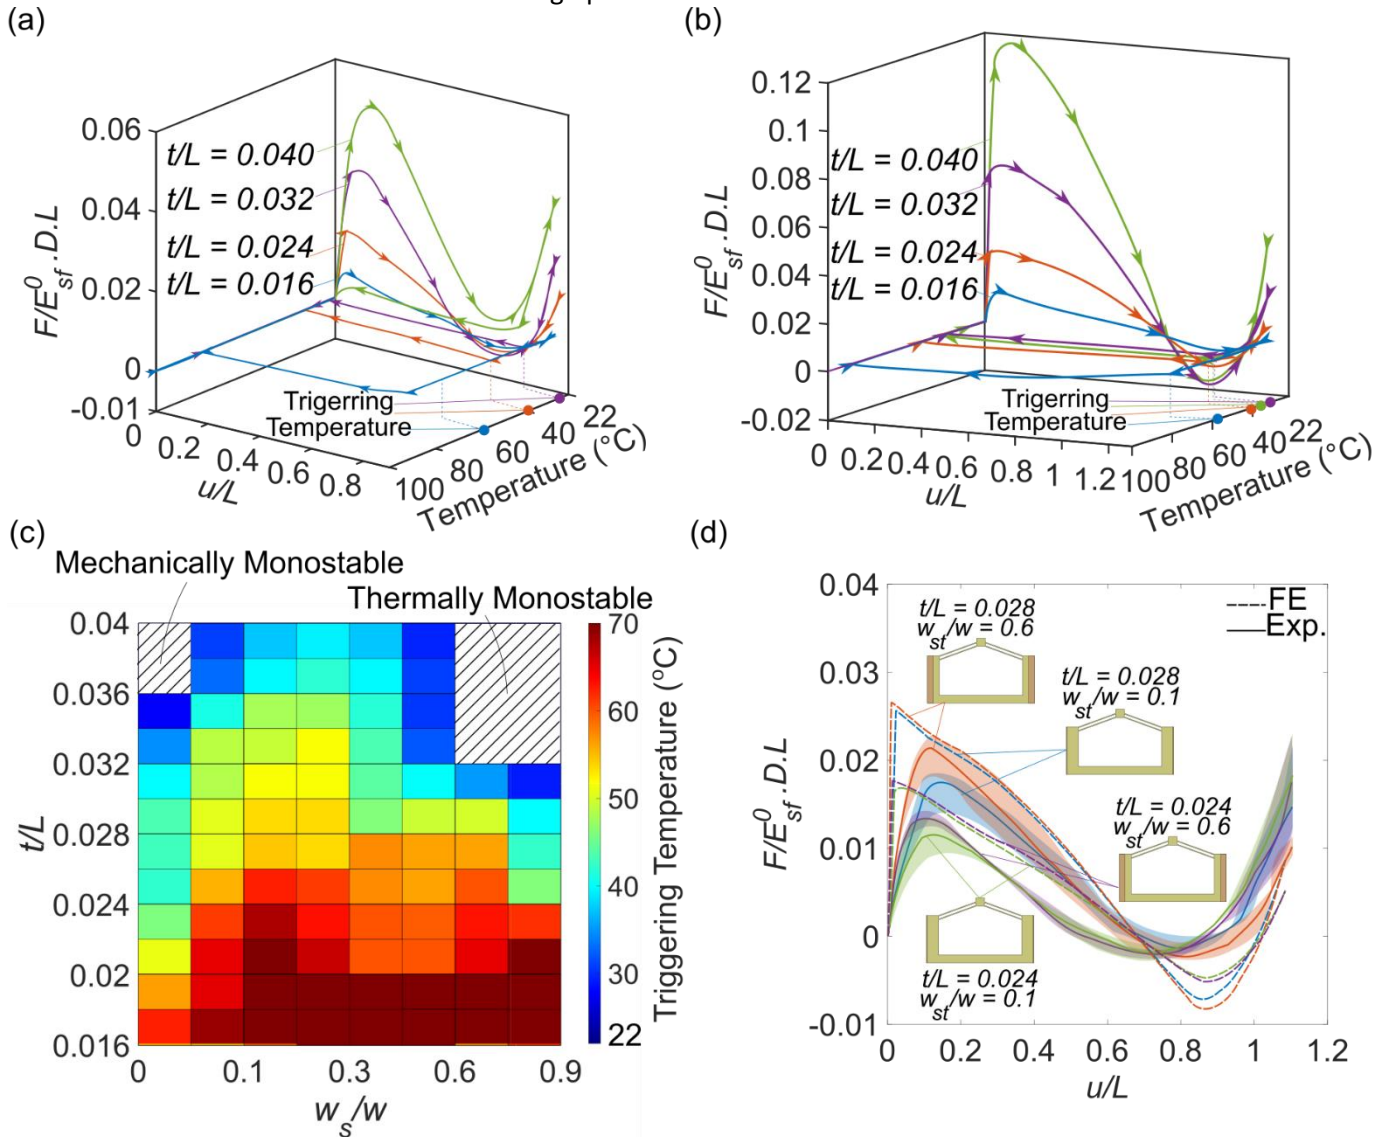 (a)
0.06
0.04
0.02
0
-0.01
F/E⁰sf .D.L
t/L = 0.040
t/L = 0.032
t/L = 0.024
t/L = 0.016
Trigerring
Temperature
0
0.2
0.4
0.6
0.8
u/L
100
80
60
40
22
Temperature (°C)
(b)
0.12
0.1
0.08
0.06
0.04
0.02
0
-0.02
F/E⁰sf .D.L
t/L = 0.040
t/L = 0.032
t/L = 0.024
t/L = 0.016
Trigerring
Temperature
0
0.2
0.4
0.6
0.8
1
1.2
u/L
100
80
60
40
22
Temperature (°C)
(c)
Mechanically Monostable
Thermally Monostable
0.04
0.036
0.032
0.028
0.024
0.02
0.016
t/L
0
0.1
0.3
0.6
0.9
ws/w
70
60
50
40
30
22
Triggering Temperature (°C)
(d)
0.04
0.03
0.02
0.01
0
-0.01
F/E⁰sf .D.L
t/L = 0.028
wst/w = 0.6
FE
Exp.
t/L = 0.028
wst/w = 0.1
t/L = 0.024
wst/w = 0.6
t/L = 0.024
wst/w = 0.1
0
0.2
0.4
0.6
0.8
1
1.2
u/L